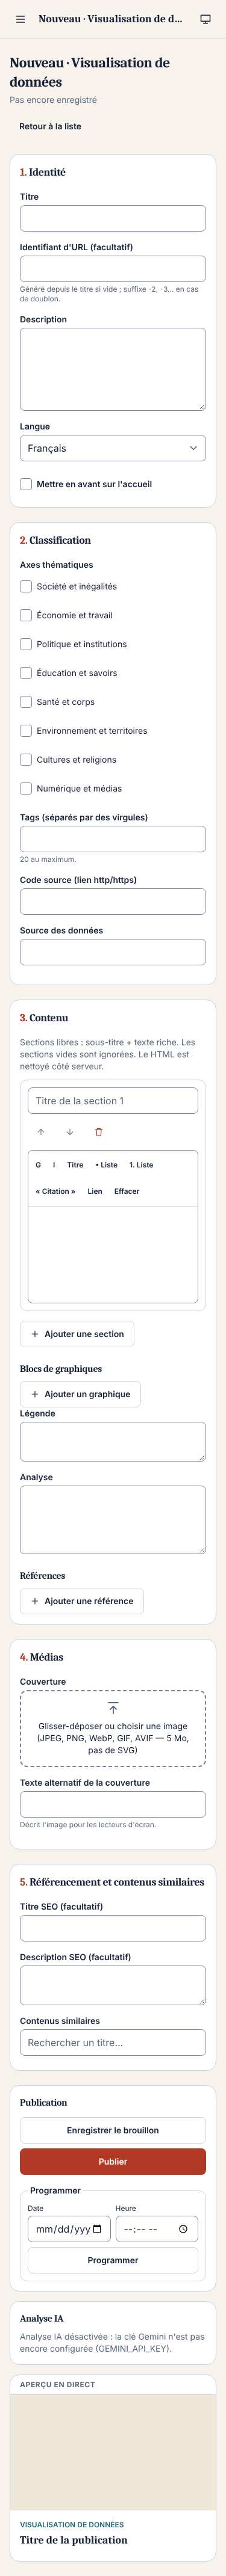 Nouveau · Visualisation de d…
Nouveau · Visualisation de
données
Pas encore enregistré
Retour à la liste
1. Identité
Titre
Identifiant d'URL (facultatif)
Généré depuis le titre si vide ; suffixe -2, -3… en cas
de doublon.
Description
Langue
Français
Mettre en avant sur l'accueil
2. Classification
Axes thématiques
Société et inégalités
Économie et travail
Politique et institutions
Éducation et savoirs
Santé et corps
Environnement et territoires
Cultures et religions
Numérique et médias
Tags (séparés par des virgules)
20 au maximum.
Code source (lien http/https)
Source des données
3. Contenu
Sections libres : sous-titre + texte riche. Les
sections vides sont ignorées. Le HTML est
nettoyé côté serveur.
Titre de la section 1
G I Titre • Liste 1. Liste
« Citation » Lien Effacer
+ Ajouter une section
Blocs de graphiques
+ Ajouter un graphique
Légende
Analyse
Références
+ Ajouter une référence
4. Médias
Couverture
Glisser-déposer ou choisir une image
(JPEG, PNG, WebP, GIF, AVIF — 5 Mo,
pas de SVG)
Texte alternatif de la couverture
Décrit l'image pour les lecteurs d'écran.
5. Référencement et contenus similaires
Titre SEO (facultatif)
Description SEO (facultatif)
Contenus similaires
Rechercher un titre…
Publication
Enregistrer le brouillon
Publier
Programmer
Date Heure
mm/dd/yyyy --:-- --
Programmer
Analyse IA
Analyse IA désactivée : la clé Gemini n'est pas
encore configurée (GEMINI_API_KEY).
APERÇU EN DIRECT
VISUALISATION DE DONNÉES
Titre de la publication